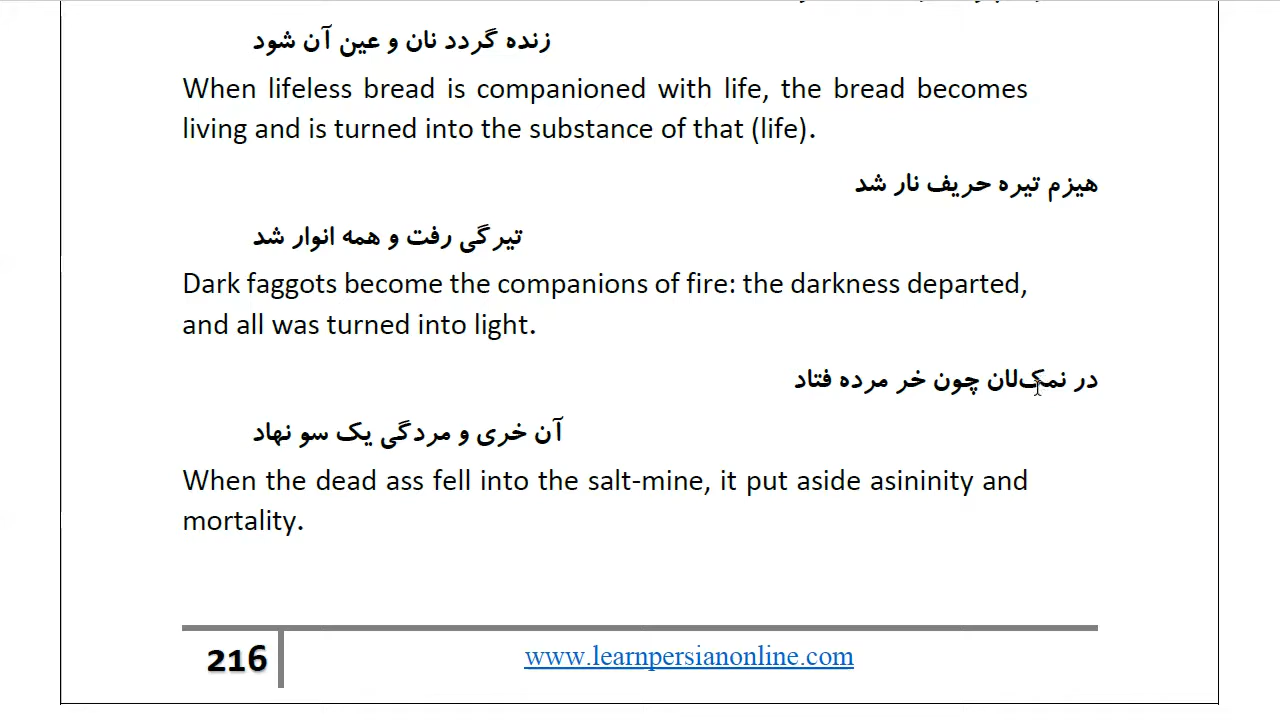 زنده گردد نان و عین آن شود
When lifeless bread is companioned with life, the bread becomes
living and is turned into the substance of that (life).
هیزم تیره حریف نار شد
تیرگی رفت و همه انوار شد
Dark faggots become the companions of fire: the darkness departed,
and all was turned into light.
در نمک‌لان چون خر مرده فتاد
آن خری و مردگی یک سو نهاد
When the dead ass fell into the salt-mine, it put aside asininity and
mortality.
216
www.learnpersianonline.com